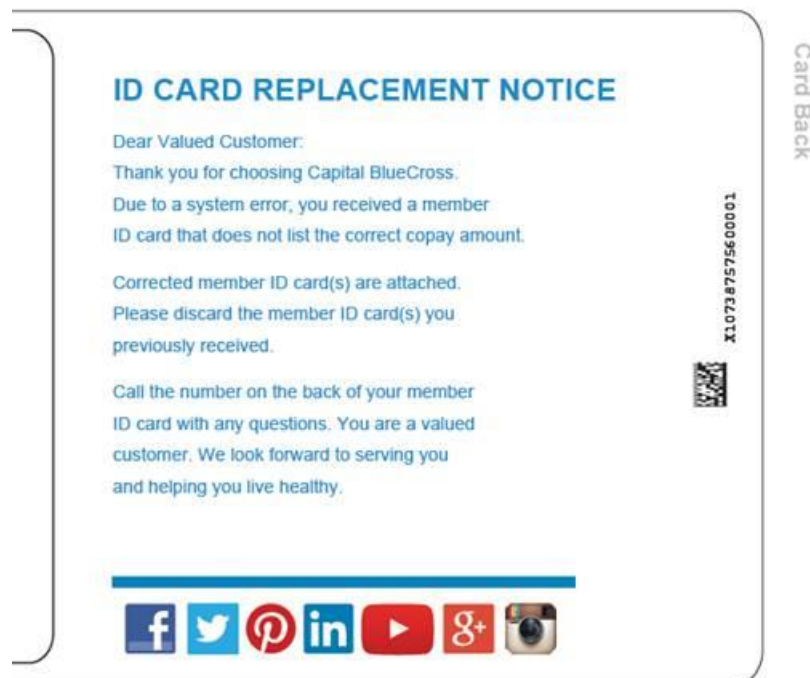 ID CARD REPLACEMENT NOTICE
Dear Valued Customer:
Thank you for choosing Capital BlueCross.
Due to a system error, you received a member
ID card that does not list the correct copay amount.
Corrected member ID card(s) are attached.
Please discard the member ID card(s) you
previously received.
Call the number on the back of your member
ID card with any questions. You are a valued
customer. We look forward to serving you
and helping you live healthy.
f
in
g+
X107387575600001
Card Back